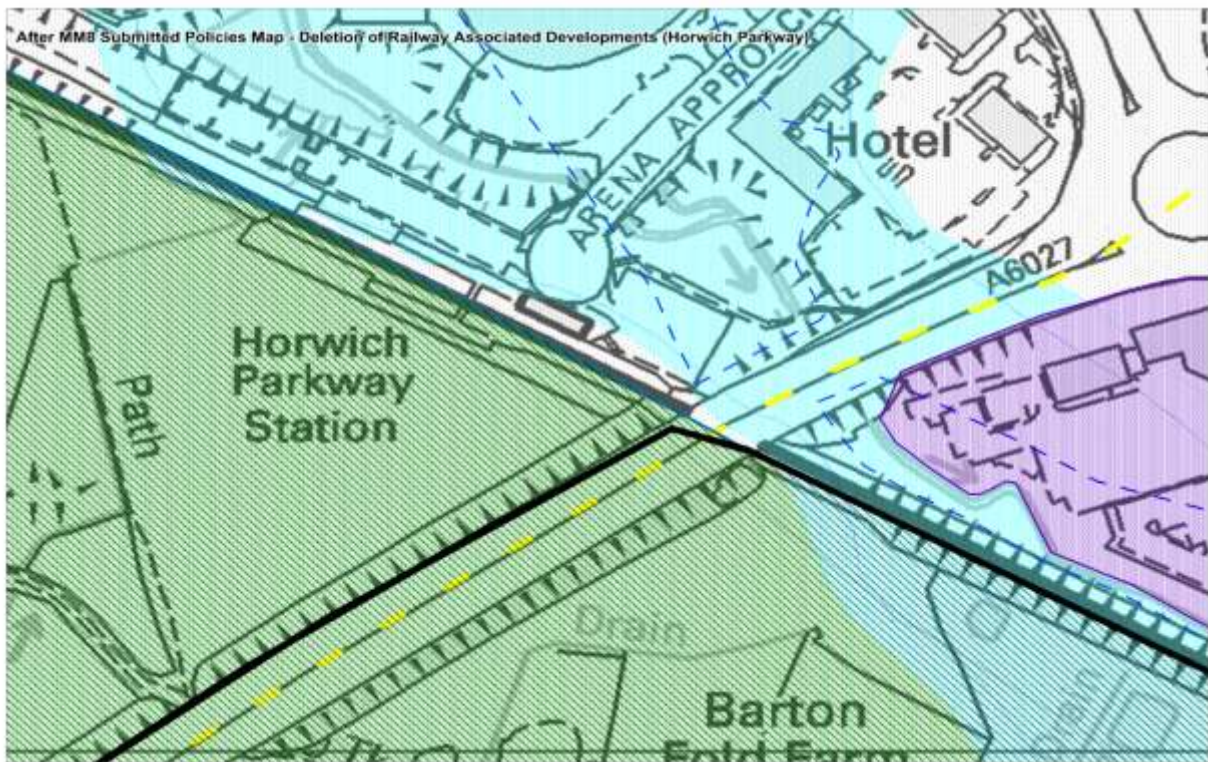 After MM8 Submitted Policies Map - Deletion of Railway Associated Developments (Horwich Parkway)
ARENA APPROACH
Hotel
A6027
Horwich
Parkway
Station
Path
Drain
Barton
Fold Farm